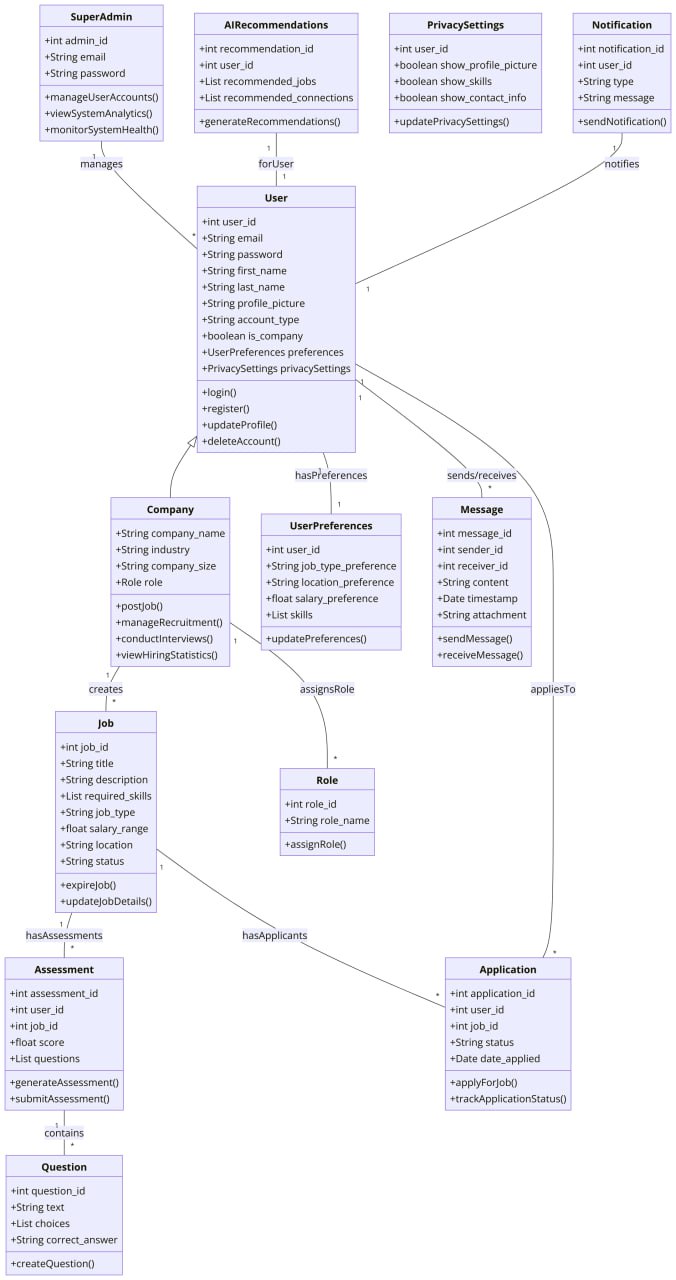 SuperAdmin
+int admin_id
+String email
+String password
+manageUserAccounts()
+viewSystemAnalytics()
+monitorSystemHealth()
AIRecommendations
+int recommendation_id
+int user_id
+List recommended_jobs
+List recommended_connections
+generateRecommendations()
PrivacySettings
+int user_id
+boolean show_profile_picture
+boolean show_skills
+boolean show_contact_info
+updatePrivacySettings()
Notification
+int notification_id
+int user_id
+String type
+String message
+sendNotification()
1
manages
*
1
forUser
1
1
notifies
1
User
+int user_id
+String email
+String password
+String first_name
+String last_name
+String profile_picture
+String account_type
+boolean is_company
+UserPreferences preferences
+PrivacySettings privacySettings
+login()
+register()
+updateProfile()
+deleteAccount()
1
hasPreferences
1
1
sends/receives
*
1
appliesTo
*
Company
+String company_name
+String industry
+String company_size
+Role role
+postJob()
+manageRecruitment()
+conductInterviews()
+viewHiringStatistics()
UserPreferences
+int user_id
+String job_type_preference
+String location_preference
+float salary_preference
+List skills
+updatePreferences()
Message
+int message_id
+int sender_id
+int receiver_id
+String content
+Date timestamp
+String attachment
+sendMessage()
+receiveMessage()
1
creates
*
1
assignsRole
*
Job
+int job_id
+String title
+String description
+List required_skills
+String job_type
+float salary_range
+String location
+String status
+expireJob()
+updateJobDetails()
Role
+int role_id
+String role_name
+assignRole()
1
hasAssessments
*
1
hasApplicants
*
Assessment
+int assessment_id
+int user_id
+int job_id
+float score
+List questions
+generateAssessment()
+submitAssessment()
Application
+int application_id
+int user_id
+int job_id
+String status
+Date date_applied
+applyForJob()
+trackApplicationStatus()
1
contains
*
Question
+int question_id
+String text
+List choices
+String correct_answer
+createQuestion()